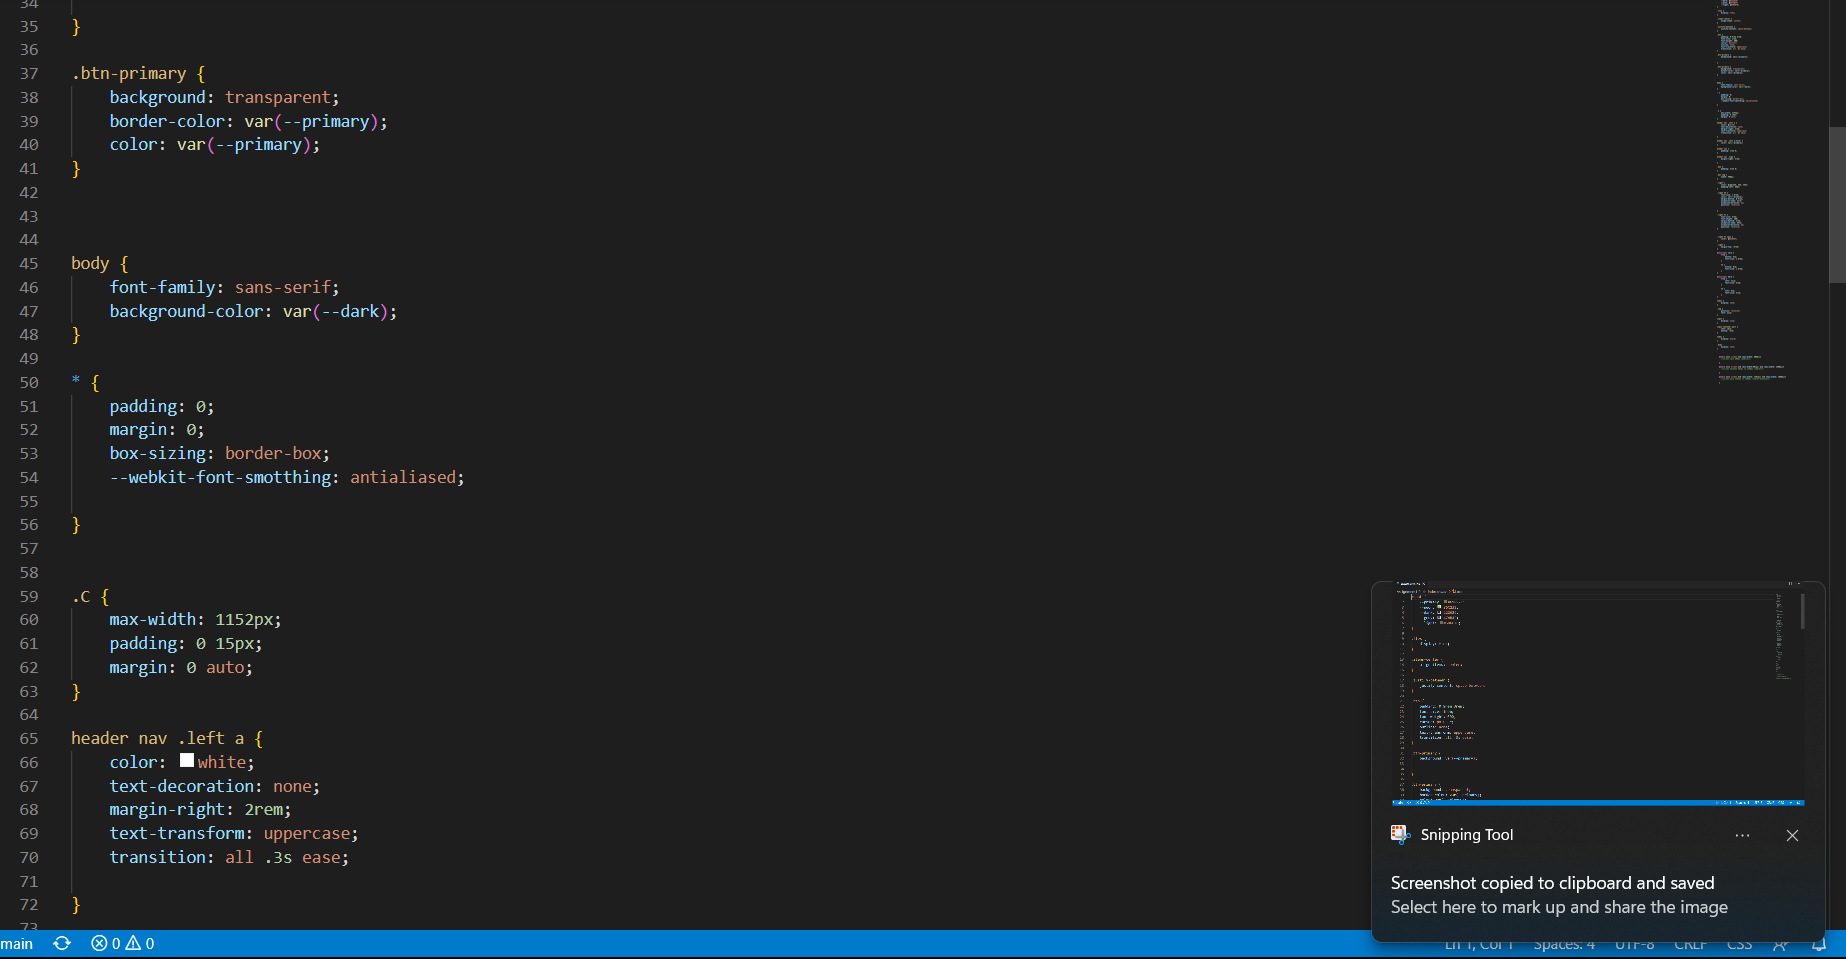 34
35 }
36
37 .btn-primary {
38 background: transparent;
39 border-color: var(--primary);
40 color: var(--primary);
41 }
42
43
44
45 body {
46 font-family: sans-serif;
47 background-color: var(--dark);
48 }
49
50 * {
51 padding: 0;
52 margin: 0;
53 box-sizing: border-box;
54 --webkit-font-smotthing: antialiased;
55
56 }
57
58
59 .C {
60 max-width: 1152px;
61 padding: 0 15px;
62 margin: 0 auto;
63 }
64
65 header nav .left a {
66 color: white;
67 text-decoration: none;
68 margin-right: 2rem;
69 text-transform: uppercase;
70 transition: all .3s ease;
71
72 }
73
Snipping Tool
Screenshot copied to clipboard and saved
Select here to mark up and share the image
main 0 0 Ln 1, Col 1 Spaces: 4 UTF-8 CRLF CSS